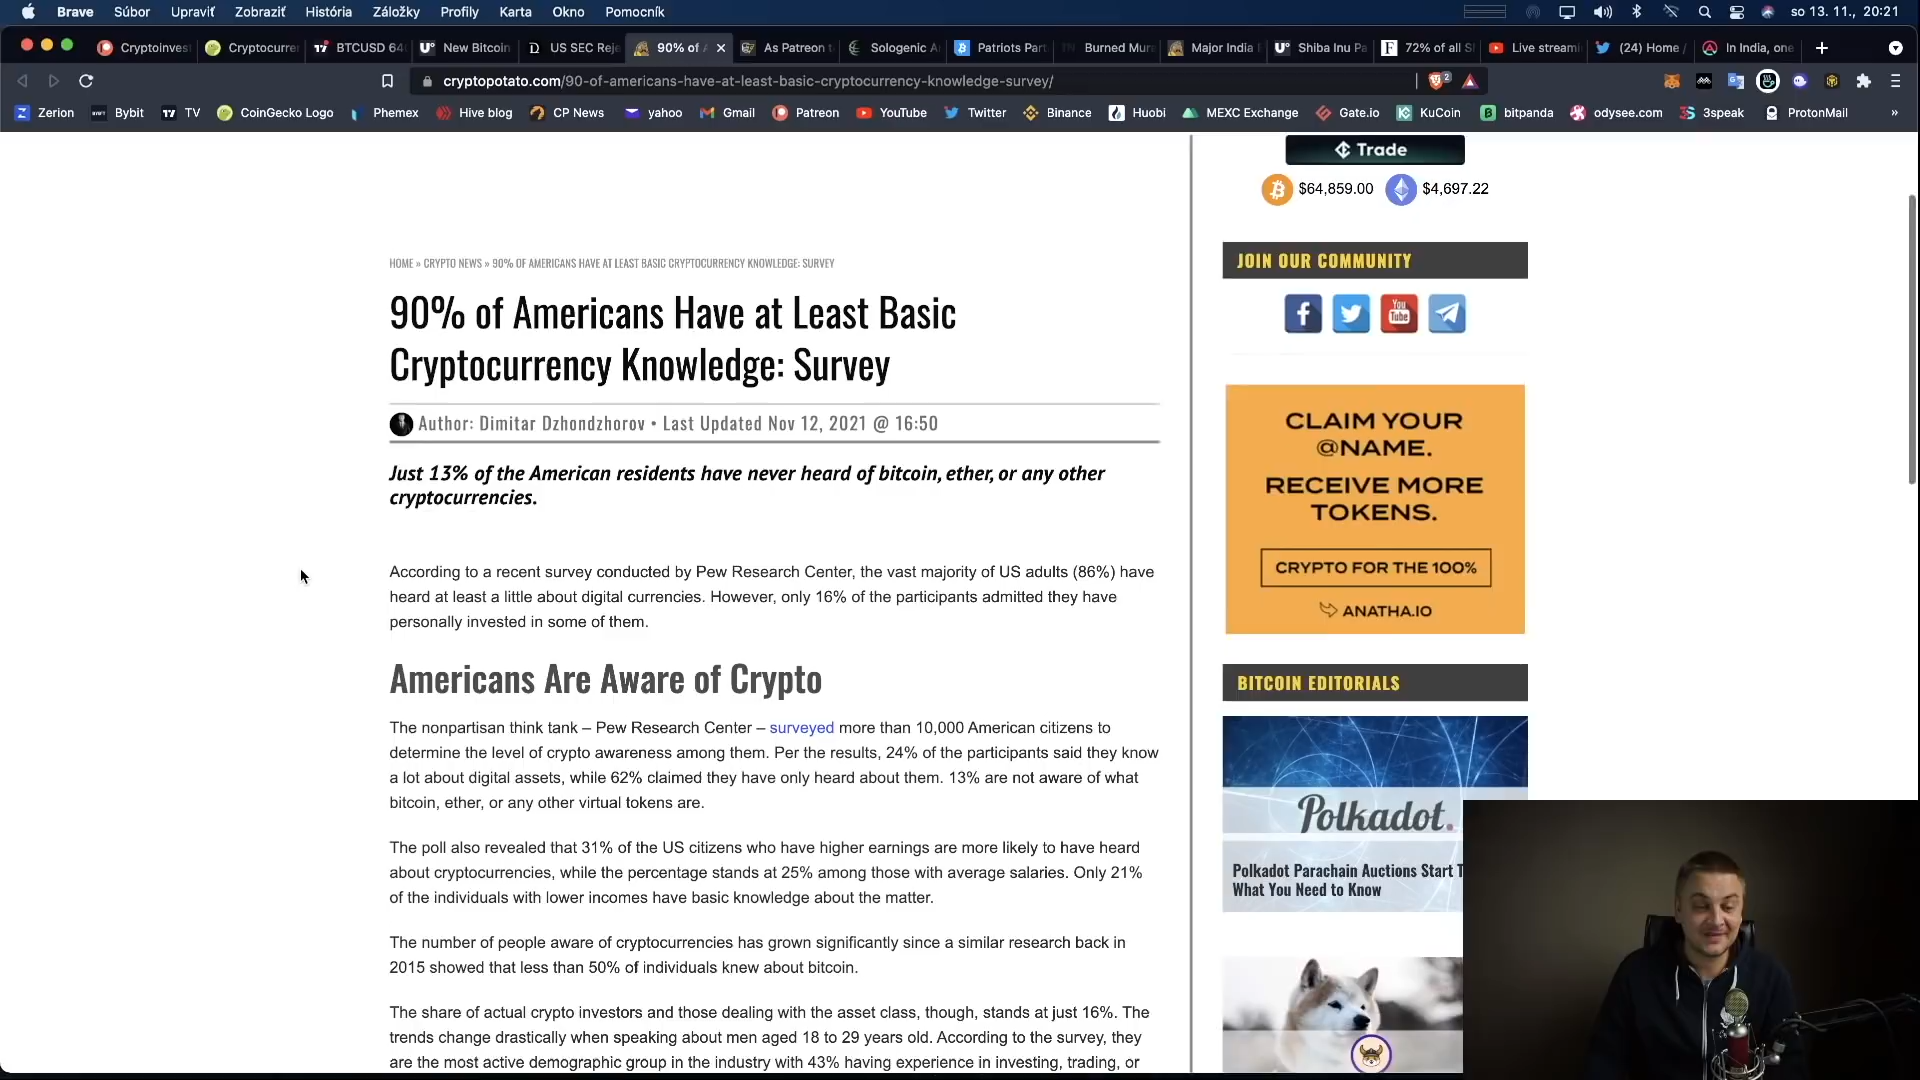 Brave Súbor Upraviť Zobraziť História Záložky Profily Karta Okno Pomocník so 13. 11., 20:21
Cryptoinves Cryptocurrer BTCUSD 64 New Bitcoin US SEC Reje 90% of A As Patreon t Sologenic A Patriots Par Burned Mur Major India Shiba Inu Pa 72% of all S Live streami (24) Home / In India, one
cryptopotato.com/90-of-americans-have-at-least-basic-cryptocurrency-knowledge-survey/ 2
Zerion Bybit TV CoinGecko Logo Phemex Hive blog CP News yahoo Gmail Patreon YouTube Twitter Binance Huobi MEXC Exchange Gate.io KuCoin bitpanda odysee.com 3speak ProtonMail »
Trade
$64,859.00 $4,697.22
HOME » CRYPTO NEWS » 90% OF AMERICANS HAVE AT LEAST BASIC CRYPTOCURRENCY KNOWLEDGE: SURVEY
90% of Americans Have at Least Basic
Cryptocurrency Knowledge: Survey
Author: Dimitar Dzhondzhorov • Last Updated Nov 12, 2021 @ 16:50
Just 13% of the American residents have never heard of bitcoin, ether, or any other
cryptocurrencies.
According to a recent survey conducted by Pew Research Center, the vast majority of US adults (86%) have
heard at least a little about digital currencies. However, only 16% of the participants admitted they have
personally invested in some of them.
Americans Are Aware of Crypto
The nonpartisan think tank – Pew Research Center – surveyed more than 10,000 American citizens to
determine the level of crypto awareness among them. Per the results, 24% of the participants said they know
a lot about digital assets, while 62% claimed they have only heard about them. 13% are not aware of what
bitcoin, ether, or any other virtual tokens are.
The poll also revealed that 31% of the US citizens who have higher earnings are more likely to have heard
about cryptocurrencies, while the percentage stands at 25% among those with average salaries. Only 21%
of the individuals with lower incomes have basic knowledge about the matter.
The number of people aware of cryptocurrencies has grown significantly since a similar research back in
2015 showed that less than 50% of individuals knew about bitcoin.
The share of actual crypto investors and those dealing with the asset class, though, stands at just 16%. The
trends change drastically when speaking about men aged 18 to 29 years old. According to the survey, they
are the most active demographic group in the industry with 43% having experience in investing, trading, or
JOIN OUR COMMUNITY
You
Tube
CLAIM YOUR
@NAME.
RECEIVE MORE
TOKENS.
CRYPTO FOR THE 100%
ANATHA.IO
BITCOIN EDITORIALS
Polkadot.
Polkadot Parachain Auctions Start T
What You Need to Know